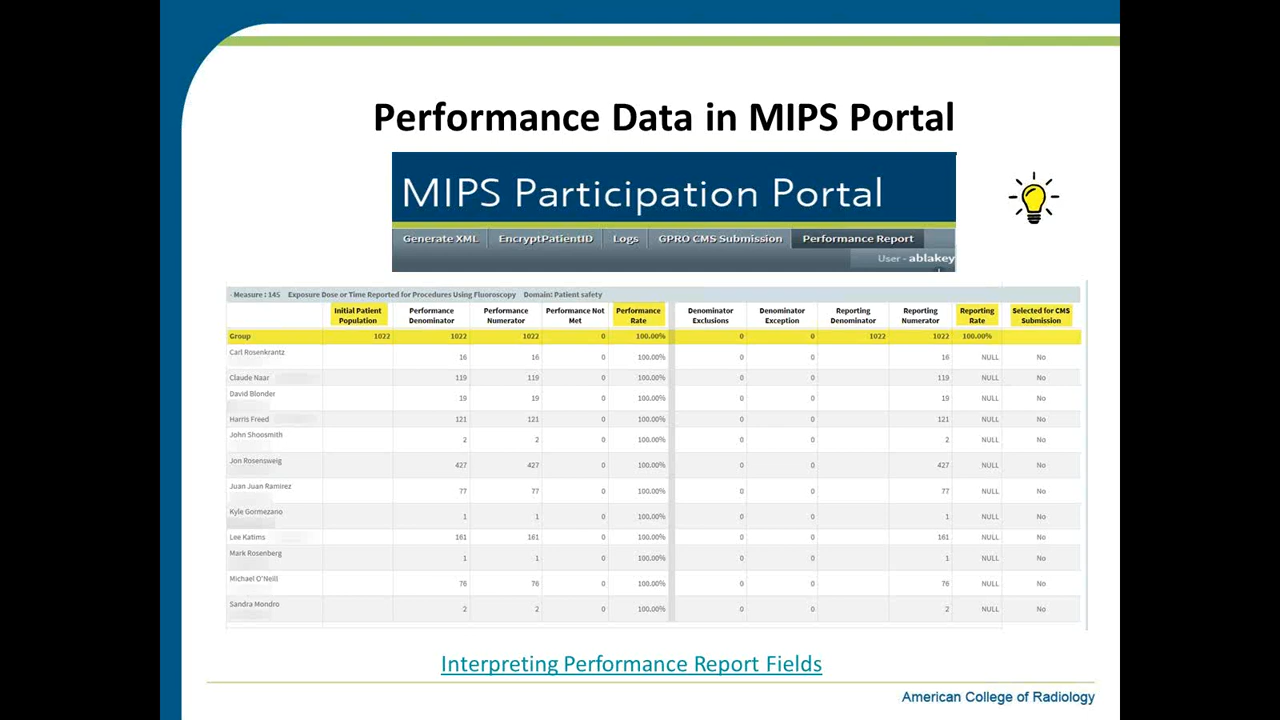 Performance Data in MIPS Portal
MIPS Participation Portal
Generate XML EncryptPatientID Logs GPRO CMS Submission Performance Report
User - ablakey
- Measure : 145 Exposure Dose or Time Reported for Procedures Using Fluoroscopy Domain: Patient safety
Initial Patient Population Performance Denominator Performance Numerator Performance Not Met Performance Rate Denominator Exclusions Denominator Exception Reporting Denominator Reporting Numerator Reporting Rate Selected for CMS Submission
Group 1022 1022 1022 0 100.00% 0 0 1022 1022 100.00%
Carl Rosenkrantz 16 16 0 100.00% 0 0 16 NULL No
Claude Naar 119 119 0 100.00% 0 0 119 NULL No
David Blonder 19 19 0 100.00% 0 0 19 NULL No
Harris Freed 121 121 0 100.00% 0 0 121 NULL No
John Shoosmith 2 2 0 100.00% 0 0 2 NULL No
Jon Rosensweig 427 427 0 100.00% 0 0 427 NULL No
Juan Juan Ramirez 77 77 0 100.00% 0 0 77 NULL No
Kyle Gormezano 1 1 0 100.00% 0 0 1 NULL No
Lee Katims 161 161 0 100.00% 0 0 161 NULL No
Mark Rosenberg 1 1 0 100.00% 0 0 1 NULL No
Michael O'Neill 76 76 0 100.00% 0 0 76 NULL No
Sandra Mondro 2 2 0 100.00% 0 0 2 NULL No
Interpreting Performance Report Fields
American College of Radiology